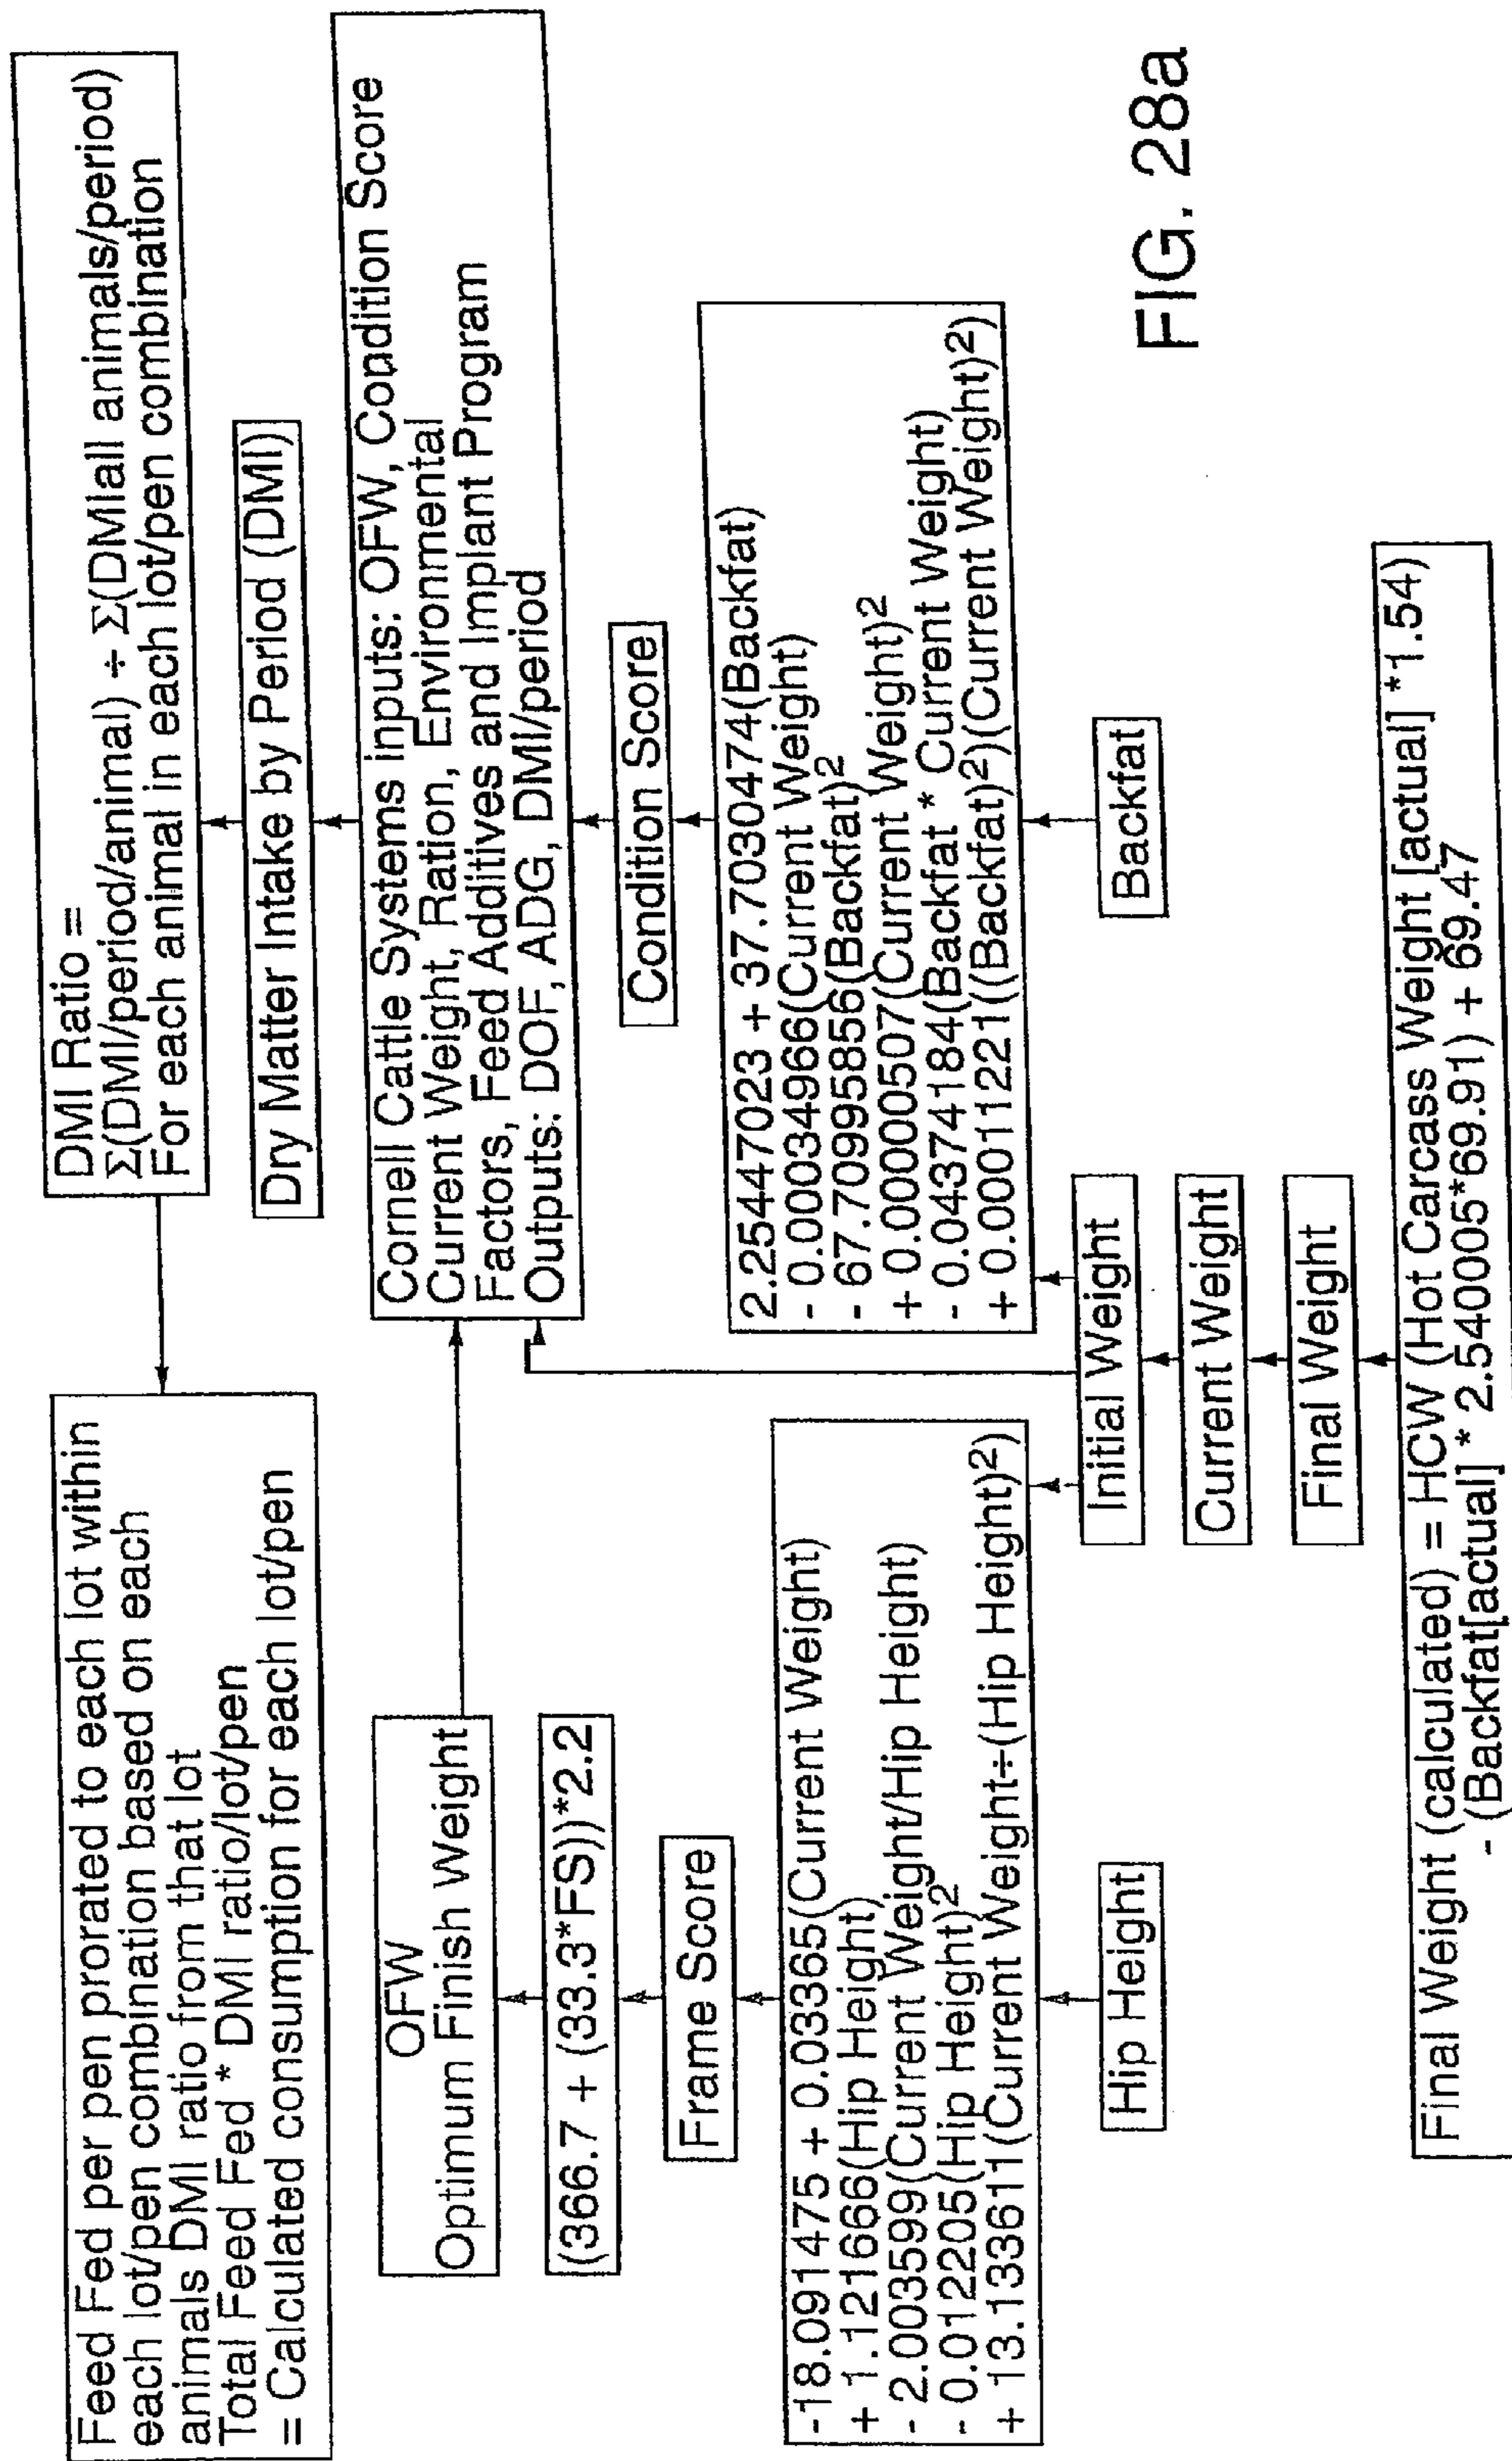 Feed Fed per pen prorated to each lot within
each lot/pen combination based on each
animals DMI ratio from that lot
Total Feed Fed * DMI ratio/lot/pen
= Calculated consumption for each lot/pen
DMI Ratio =
Σ(DMI/period/animal) ÷ Σ(DMIall animals/period)
For each animal in each lot/pen combination
Dry Matter Intake by Period (DMI)
OFW
Optimum Finish Weight
Cornell Cattle Systems inputs: OFW, Condition Score
Current Weight, Ration, Environmental
Factors, Feed Additives and Implant Program
Outputs: DOF, ADG, DMI/period
(366.7 + (33.3*FS))*2.2
Frame Score
Condition Score
-18.091475 + 0.03365(Current Weight)
+ 1.121666(Hip Height)
- 2.003599(Current Weight/Hip Height)
- 0.012205(Hip Height)2
+ 13.133611(Current Weight÷(Hip Height)2)
2.25447023 + 37.7030474(Backfat)
- 0.00034966(Current Weight)
- 67.70995856(Backfat)2
+ 0.00000507(Current Weight)2
- 0.04374184(Backfat * Current Weight)
+ 0.00011221((Backfat)2)(Current Weight)2)
Hip Height
Initial Weight
Backfat
Current Weight
Final Weight
Final Weight (calculated) = HCW (Hot Carcass Weight [actual] *1.54)
- (Backfat[actual] * 2.540005*69.91) + 69.47
FIG. 28a